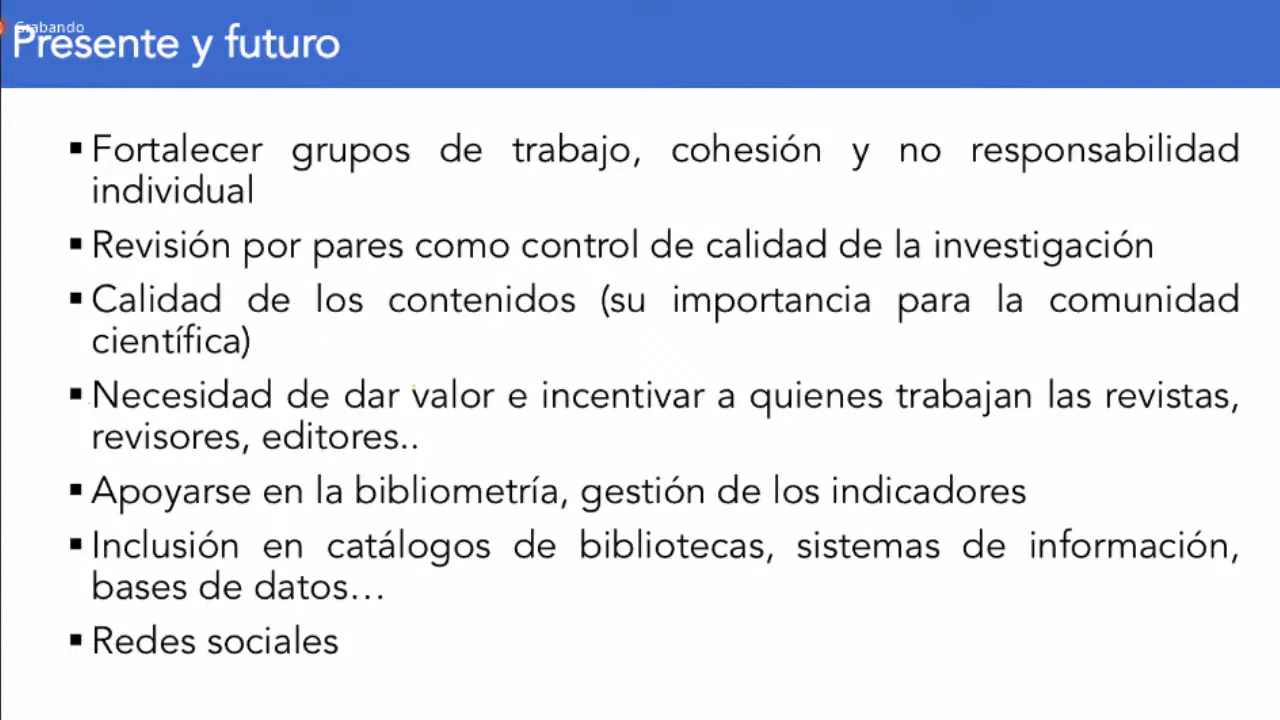 Grabando
Presente y futuro
▪ Fortalecer grupos de trabajo, cohesión y no responsabilidad
individual
▪ Revisión por pares como control de calidad de la investigación
▪ Calidad de los contenidos (su importancia para la comunidad
científica)
▪ Necesidad de dar valor e incentivar a quienes trabajan las revistas,
revisores, editores..
▪ Apoyarse en la bibliometría, gestión de los indicadores
▪ Inclusión en catálogos de bibliotecas, sistemas de información,
bases de datos…
▪ Redes sociales